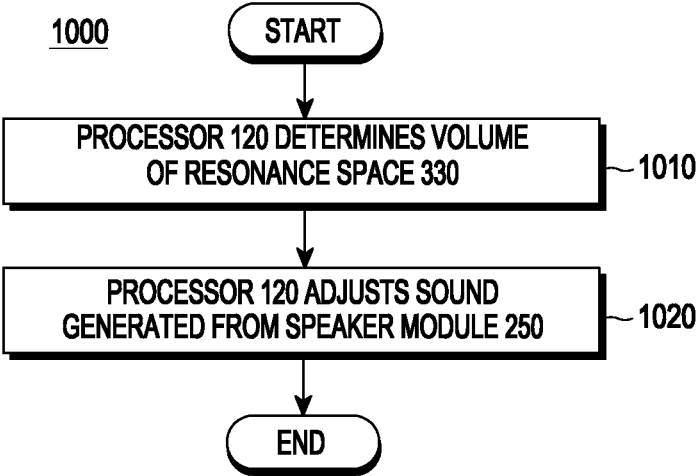 1000
START
PROCESSOR 120 DETERMINES VOLUME
OF RESONANCE SPACE 330
1010
PROCESSOR 120 ADJUSTS SOUND
GENERATED FROM SPEAKER MODULE 250
1020
END